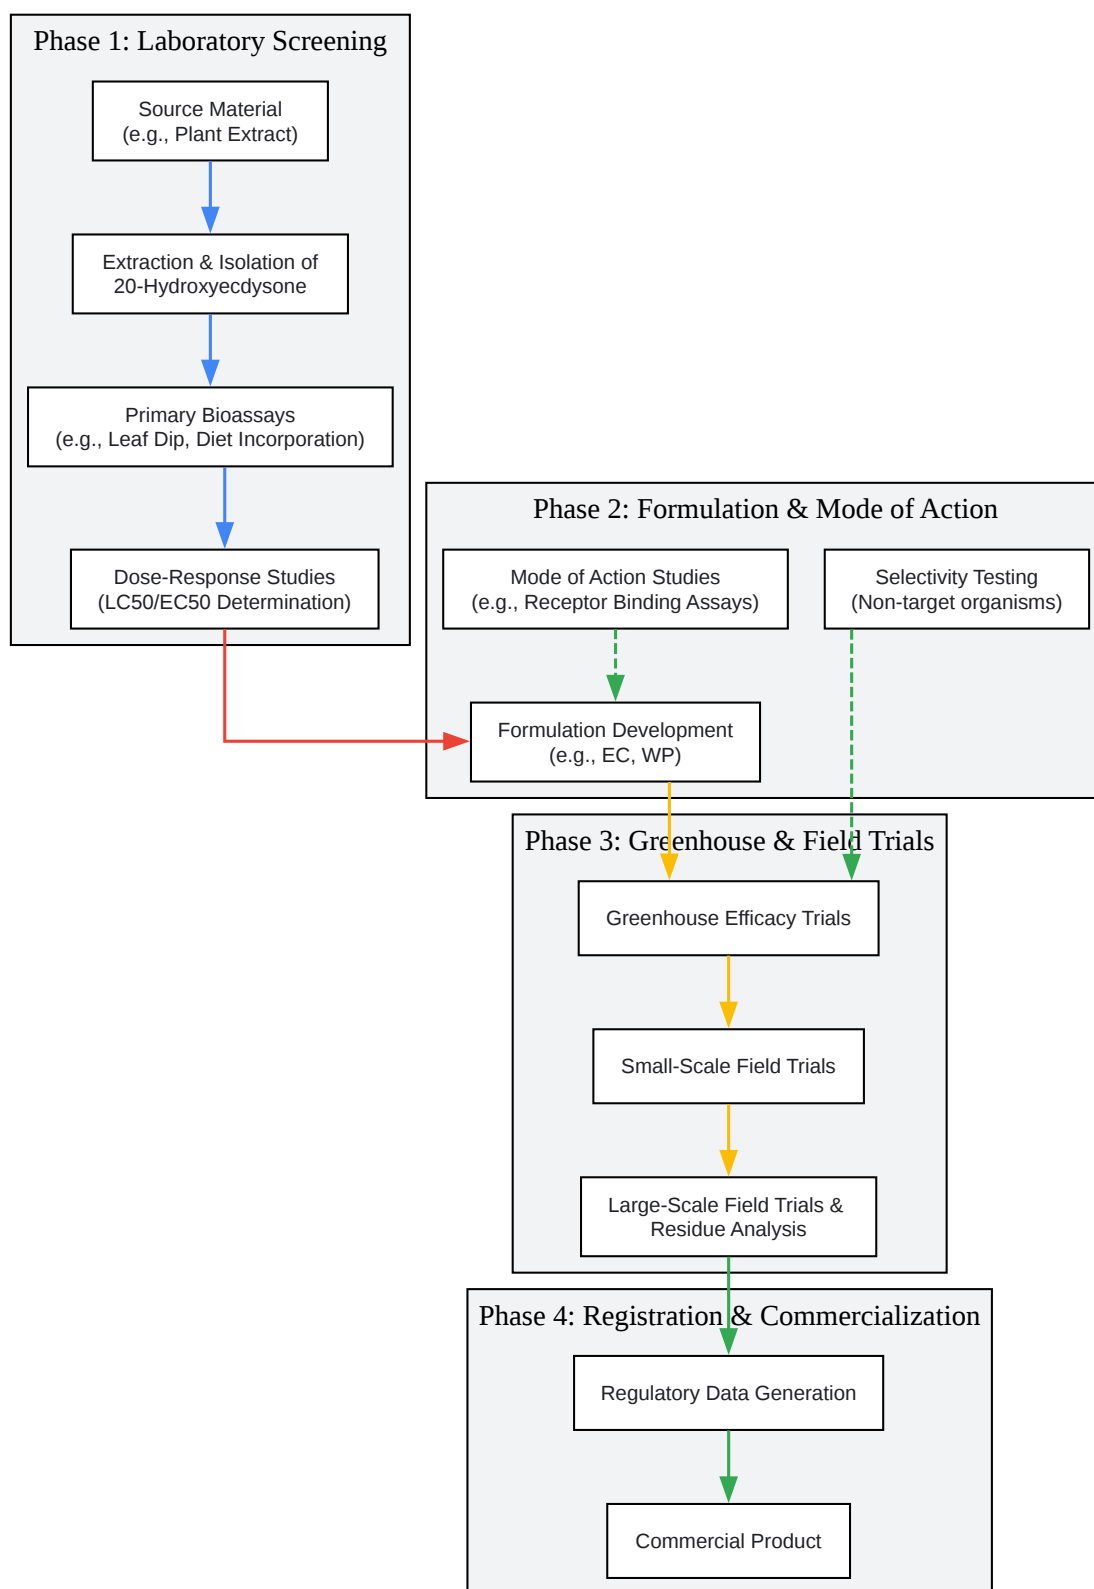 Phase 1: Laboratory Screening
Source Material
(e.g., Plant Extract)
Extraction & Isolation of
20-Hydroxyecdysone
Primary Bioassays
(e.g., Leaf Dip, Diet Incorporation)
Dose-Response Studies
(LC50/EC50 Determination)
Phase 2: Formulation & Mode of Action
Mode of Action Studies
(e.g., Receptor Binding Assays)
Selectivity Testing
(Non-target organisms)
Formulation Development
(e.g., EC, WP)
Phase 3: Greenhouse & Field Trials
Greenhouse Efficacy Trials
Small-Scale Field Trials
Large-Scale Field Trials &
Residue Analysis
Phase 4: Registration & Commercialization
Regulatory Data Generation
Commercial Product